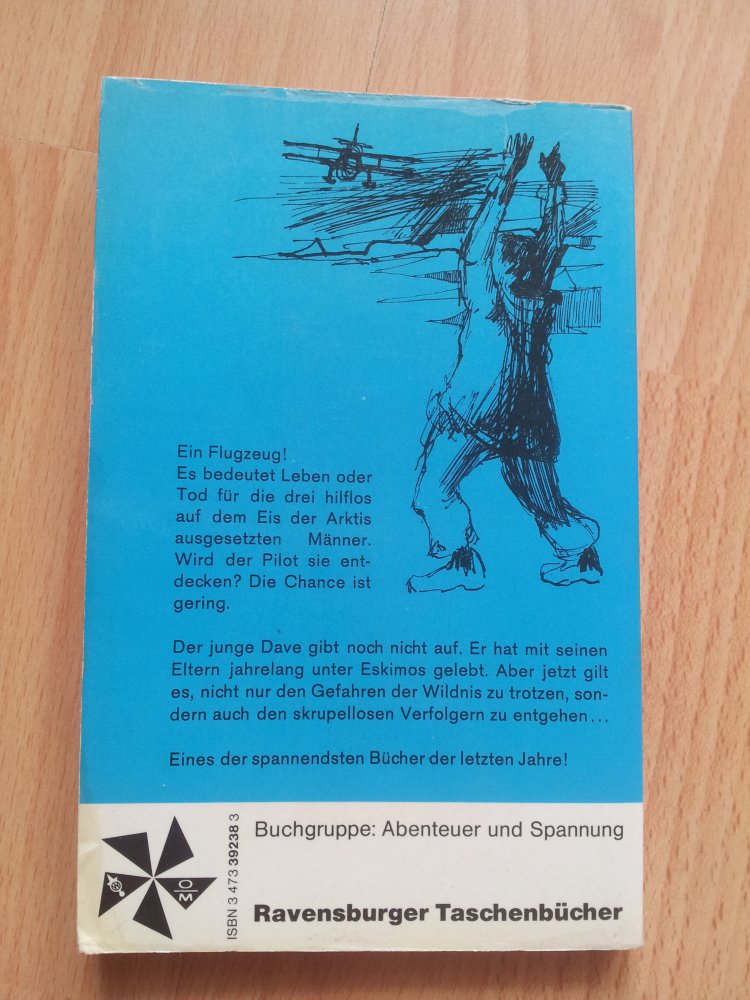 Ein Flugzeug!
Es bedeutet Leben oder
Tod für die drei hilflos
auf dem Eis der Arktis
ausgesetzten Männer.
Wird der Pilot sie ent-
decken? Die Chance ist
gering.
Der junge Dave gibt noch nicht auf. Er hat mit seinen
Eltern jahrelang unter Eskimos gelebt. Aber jetzt gilt
es, nicht nur den Gefahren der Wildnis zu trotzen, son-
dern auch den skrupellosen Verfolgern zu entgehen...
Eines der spannendsten Bücher der letzten Jahre!
O
M
ISBN 3 473 39238 3
Buchgruppe: Abenteuer und Spannung
Ravensburger Taschenbücher